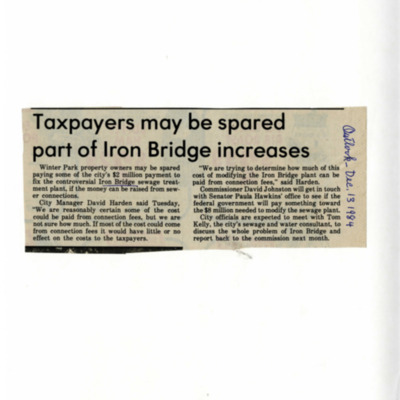 Taxpayers may be spared
part of Iron Bridge increases
Winter Park property owners may be spared
paying some of the city's $2 million payment to
fix the controversial Iron Bridge sewage treat-
ment plant, if the money can be raised from sew-
er connections.
City Manager David Harden said Tuesday,
"We are reasonably certain some of the cost
could be paid from connection fees, but we are
not sure how much. If most of the cost could come
from connection fees it would have little or no
effect on the costs to the taxpayers.
"We are trying to determine how much of this
cost of modifying the Iron Bridge plant can be
paid from connection fees," said Harden.
Commissioner David Johnston will get in touch
with Senator Paula Hawkins' office to see if the
federal government will pay something toward
the $8 million needed to modify the sewage plant.
City officials are expected to meet with Tom
Kelly, the city's sewage and water consultant, to
discuss the whole problem of Iron Bridge and
report back to the commission next month.
Outlook - Dec. 13 1984